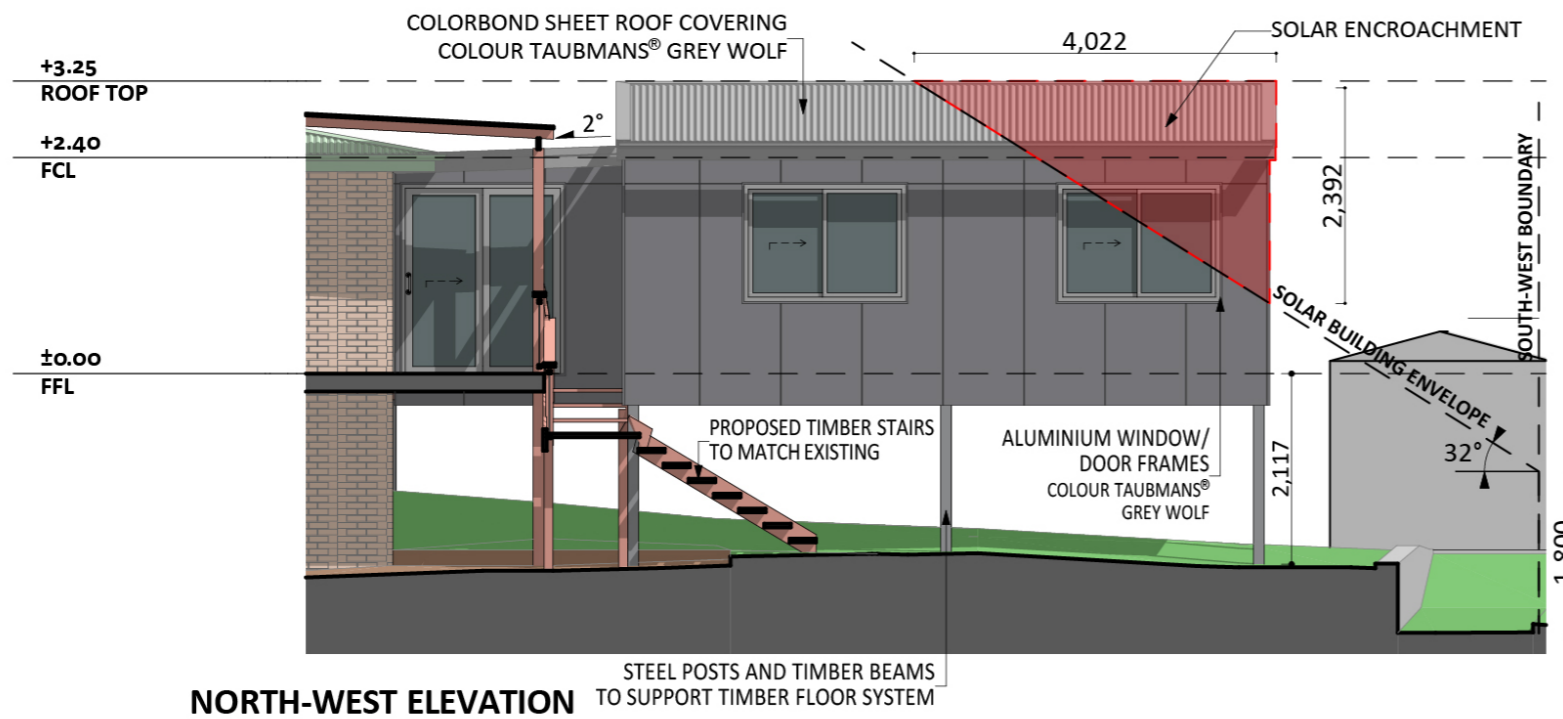 COLORBOND SHEET ROOF COVERING
COLOUR TAUBMANS® GREY WOLF
4,022
SOLAR ENCROACHMENT
+3.25
ROOF TOP
2°
+2.40
FCL
2,392
SOUTH-WEST BOUNDARY
SOLAR BUILDING ENVELOPE
±0.00
FFL
PROPOSED TIMBER STAIRS
TO MATCH EXISTING
ALUMINIUM WINDOW/
DOOR FRAMES
COLOUR TAUBMANS®
GREY WOLF
2,117
32°
1,800
STEEL POSTS AND TIMBER BEAMS
TO SUPPORT TIMBER FLOOR SYSTEM
NORTH-WEST ELEVATION